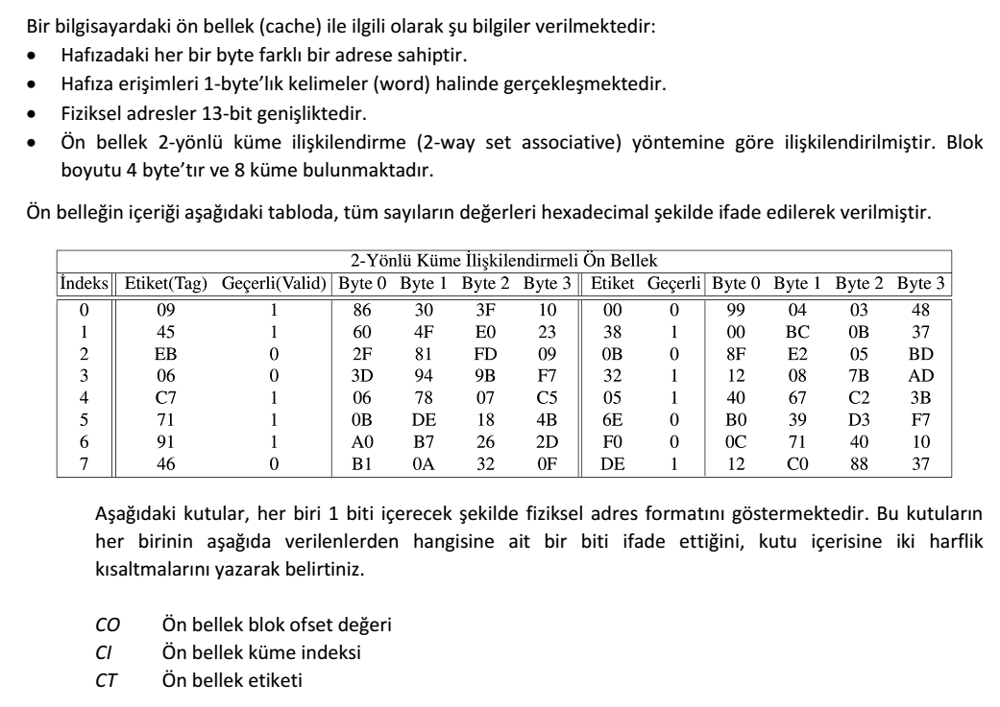 Bir bilgisayardaki ön bellek (cache) ile ilgili olarak şu bilgiler verilmektedir:
• Hafızadaki her bir byte farklı bir adrese sahiptir.
• Hafıza erişimleri 1-byte'lık kelimeler (word) halinde gerçekleşmektedir.
• Fiziksel adresler 13-bit genişliktedir.
• Ön bellek 2-yönlü küme ilişkilendirme (2-way set associative) yöntemine göre ilişkilendirilmiştir. Blok
boyutu 4 byte'tır ve 8 küme bulunmaktadır.
Ön belleğin içeriği aşağıdaki tabloda, tüm sayıların değerleri hexadecimal şekilde ifade edilerek verilmiştir.
2-Yönlü Küme İlişkilendirmeli Ön Bellek
İndeks Etiket(Tag) Geçerli(Valid) Byte 0 Byte 1 Byte 2 Byte 3 Etiket Geçerli Byte 0 Byte 1 Byte 2 Byte 3
0 09 1 86 30 3F 10 00 0 99 04 03 48
1 45 1 60 4F E0 23 38 1 00 BC 0B 37
2 EB 0 2F 81 FD 09 0B 0 8F E2 05 BD
3 06 0 3D 94 9B F7 32 1 12 08 7B AD
4 C7 1 06 78 07 C5 05 1 40 67 C2 3B
5 71 1 0B DE 18 4B 6E 0 B0 39 D3 F7
6 91 1 A0 B7 26 2D F0 0 0C 71 40 10
7 46 0 B1 0A 32 0F DE 1 12 C0 88 37
Aşağıdaki kutular, her biri 1 biti içerecek şekilde fiziksel adres formatını göstermektedir. Bu kutuların
her birinin aşağıda verilenlerden hangisine ait bir biti ifade ettiğini, kutu içerisine iki harflik
kısaltmalarını yazarak belirtiniz.
CO Ön bellek blok ofset değeri
CI Ön bellek küme indeksi
CT Ön bellek etiketi